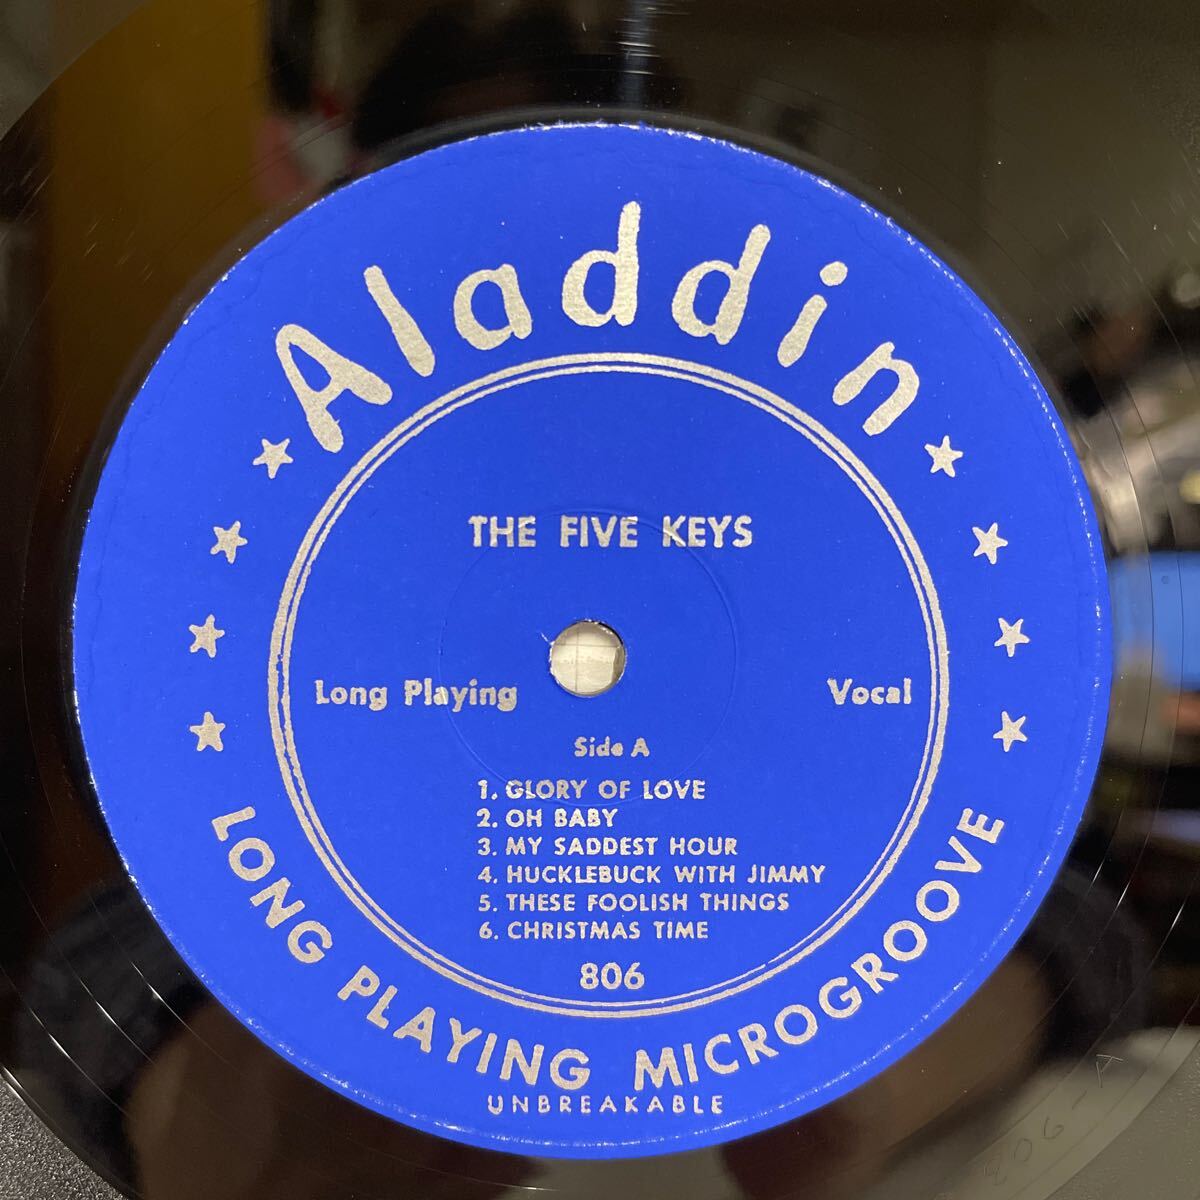 Aladdin
THE FIVE KEYS
Long Playing
Vocal
Side A
1. GLORY OF LOVE
2. OH BABY
3. MY SADDEST HOUR
4. HUCKLEBUCK WITH JIMMY
5. THESE FOOLISH THINGS
6. CHRISTMAS TIME
806
LONG PLAYING MICROGROOVE
UNBREAKABLE
806-A